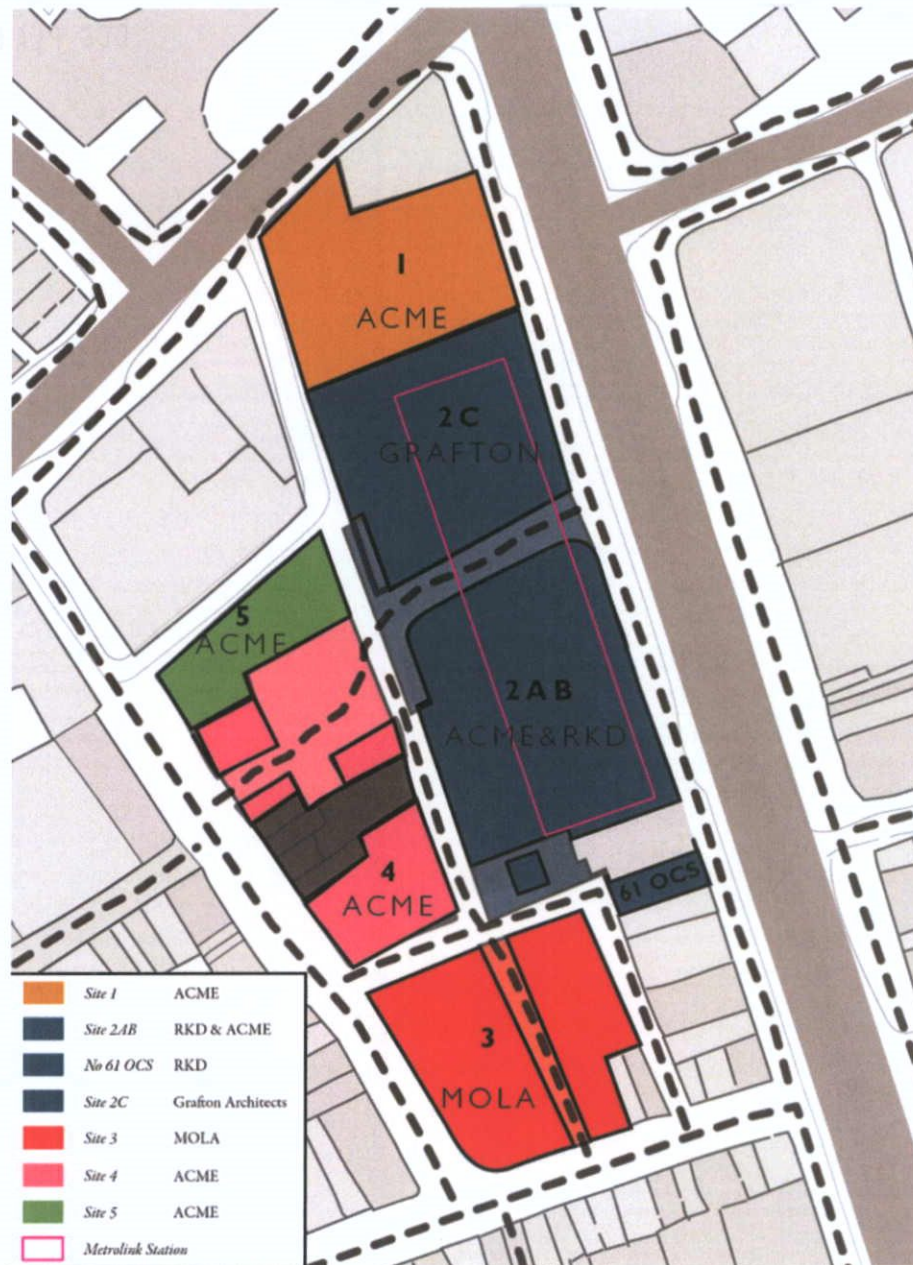 1
ACME
2C
GRAFTON
5
ACME
2AB
ACME&RKD
61 OCS
4
ACME
3
MOLA
Site 1 ACME
Site 2AB RKD & ACME
No 61 OCS RKD
Site 2C Grafton Architects
Site 3 MOLA
Site 4 ACME
Site 5 ACME
Metrolink Station